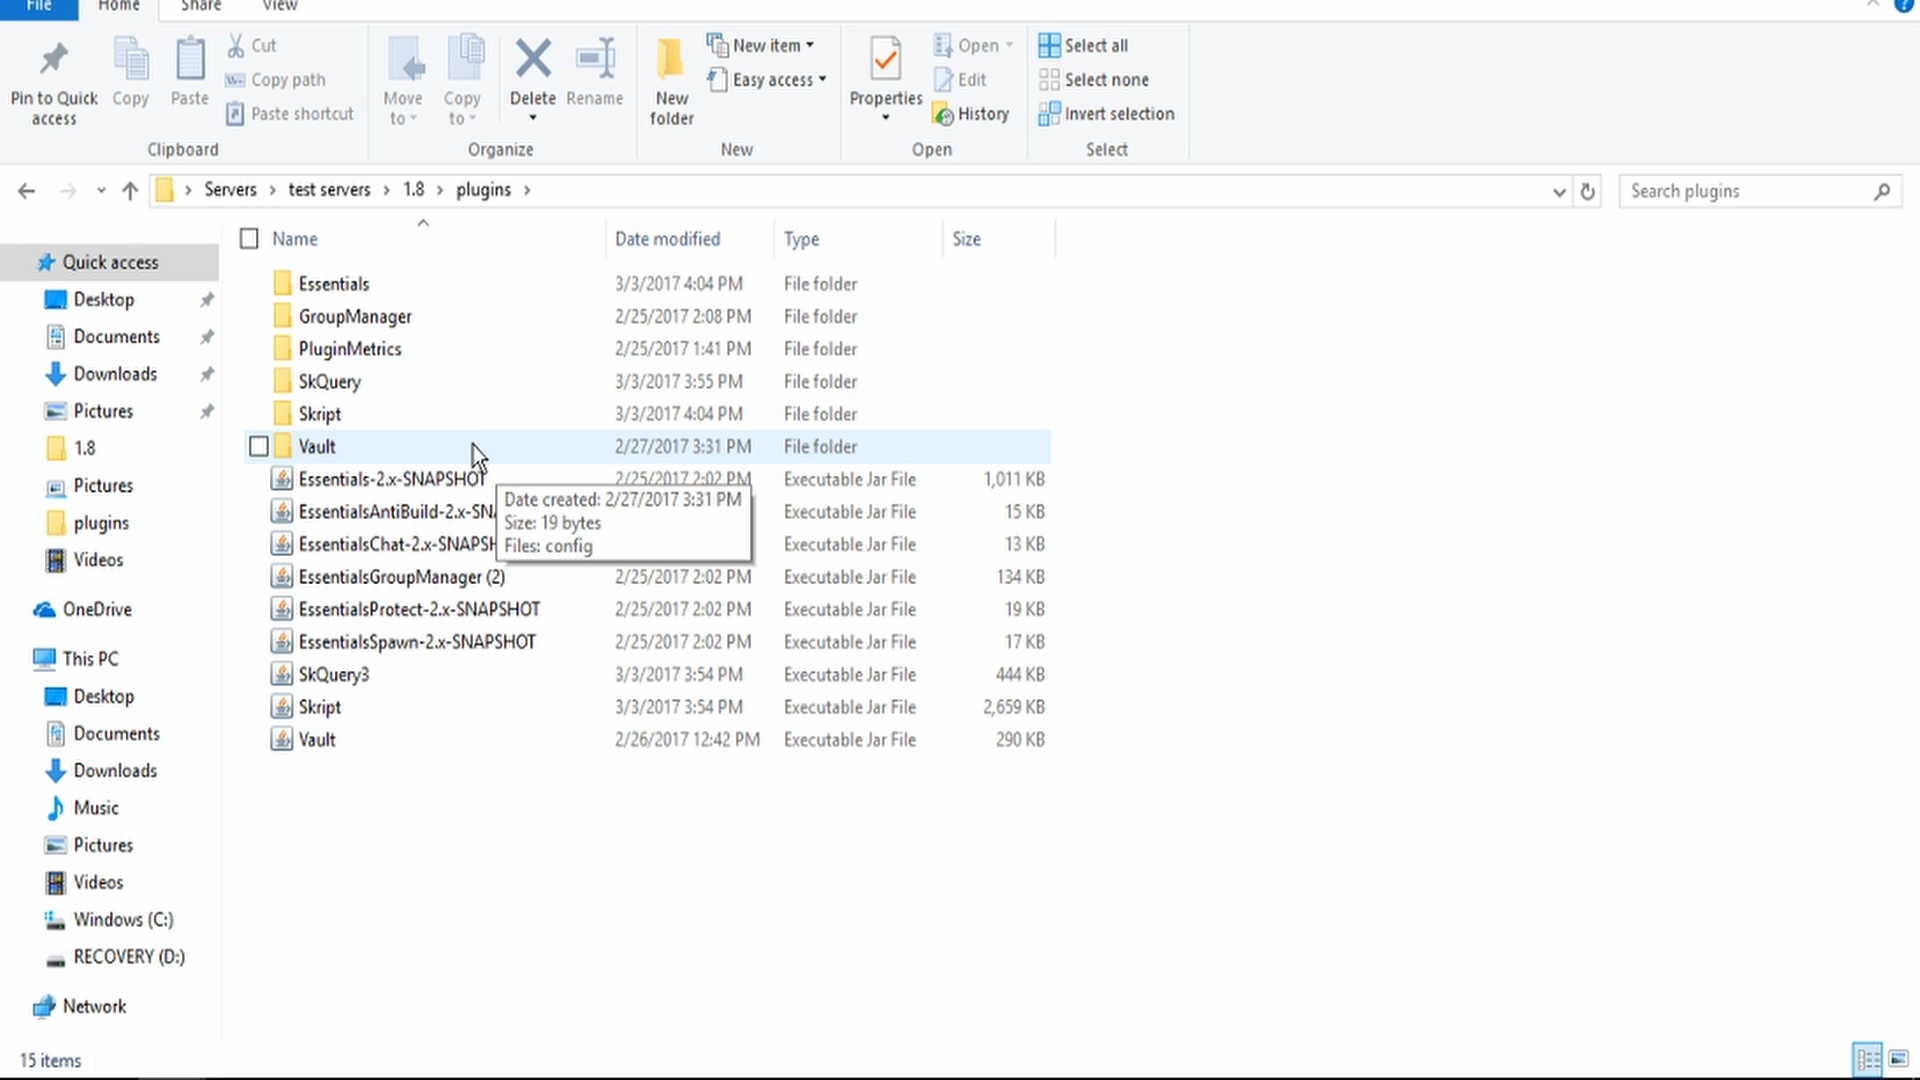 File Home Share View
Pin to Quick access
Copy
Paste
Cut
Copy path
Paste shortcut
Clipboard
Move to
Copy to
Delete
Rename
Organize
New folder
New item
Easy access
New
Properties
Open
Edit
History
Open
Select all
Select none
Invert selection
Select
Servers > test servers > 1.8 > plugins >
Search plugins
Name Date modified Type Size
Quick access
Desktop
Documents
Downloads
Pictures
1.8
Pictures
plugins
Videos
OneDrive
This PC
Desktop
Documents
Downloads
Music
Pictures
Videos
Windows (C:)
RECOVERY (D:)
Network
Essentials 3/3/2017 4:04 PM File folder
GroupManager 2/25/2017 2:08 PM File folder
PluginMetrics 2/25/2017 1:41 PM File folder
SkQuery 3/3/2017 3:55 PM File folder
Skript 3/3/2017 4:04 PM File folder
Vault 2/27/2017 3:31 PM File folder
Essentials-2.x-SNAPSHOT 2/25/2017 2:02 PM Executable Jar File 1,011 KB
EssentialsAntiBuild-2.x-SNA Executable Jar File 15 KB
EssentialsChat-2.x-SNAPSH Executable Jar File 13 KB
EssentialsGroupManager (2) 2/25/2017 2:02 PM Executable Jar File 134 KB
EssentialsProtect-2.x-SNAPSHOT 2/25/2017 2:02 PM Executable Jar File 19 KB
EssentialsSpawn-2.x-SNAPSHOT 2/25/2017 2:02 PM Executable Jar File 17 KB
SkQuery3 3/3/2017 3:54 PM Executable Jar File 444 KB
Skript 3/3/2017 3:54 PM Executable Jar File 2,659 KB
Vault 2/26/2017 12:42 PM Executable Jar File 290 KB
Date created: 2/27/2017 3:31 PM
Size: 19 bytes
Files: config
15 items